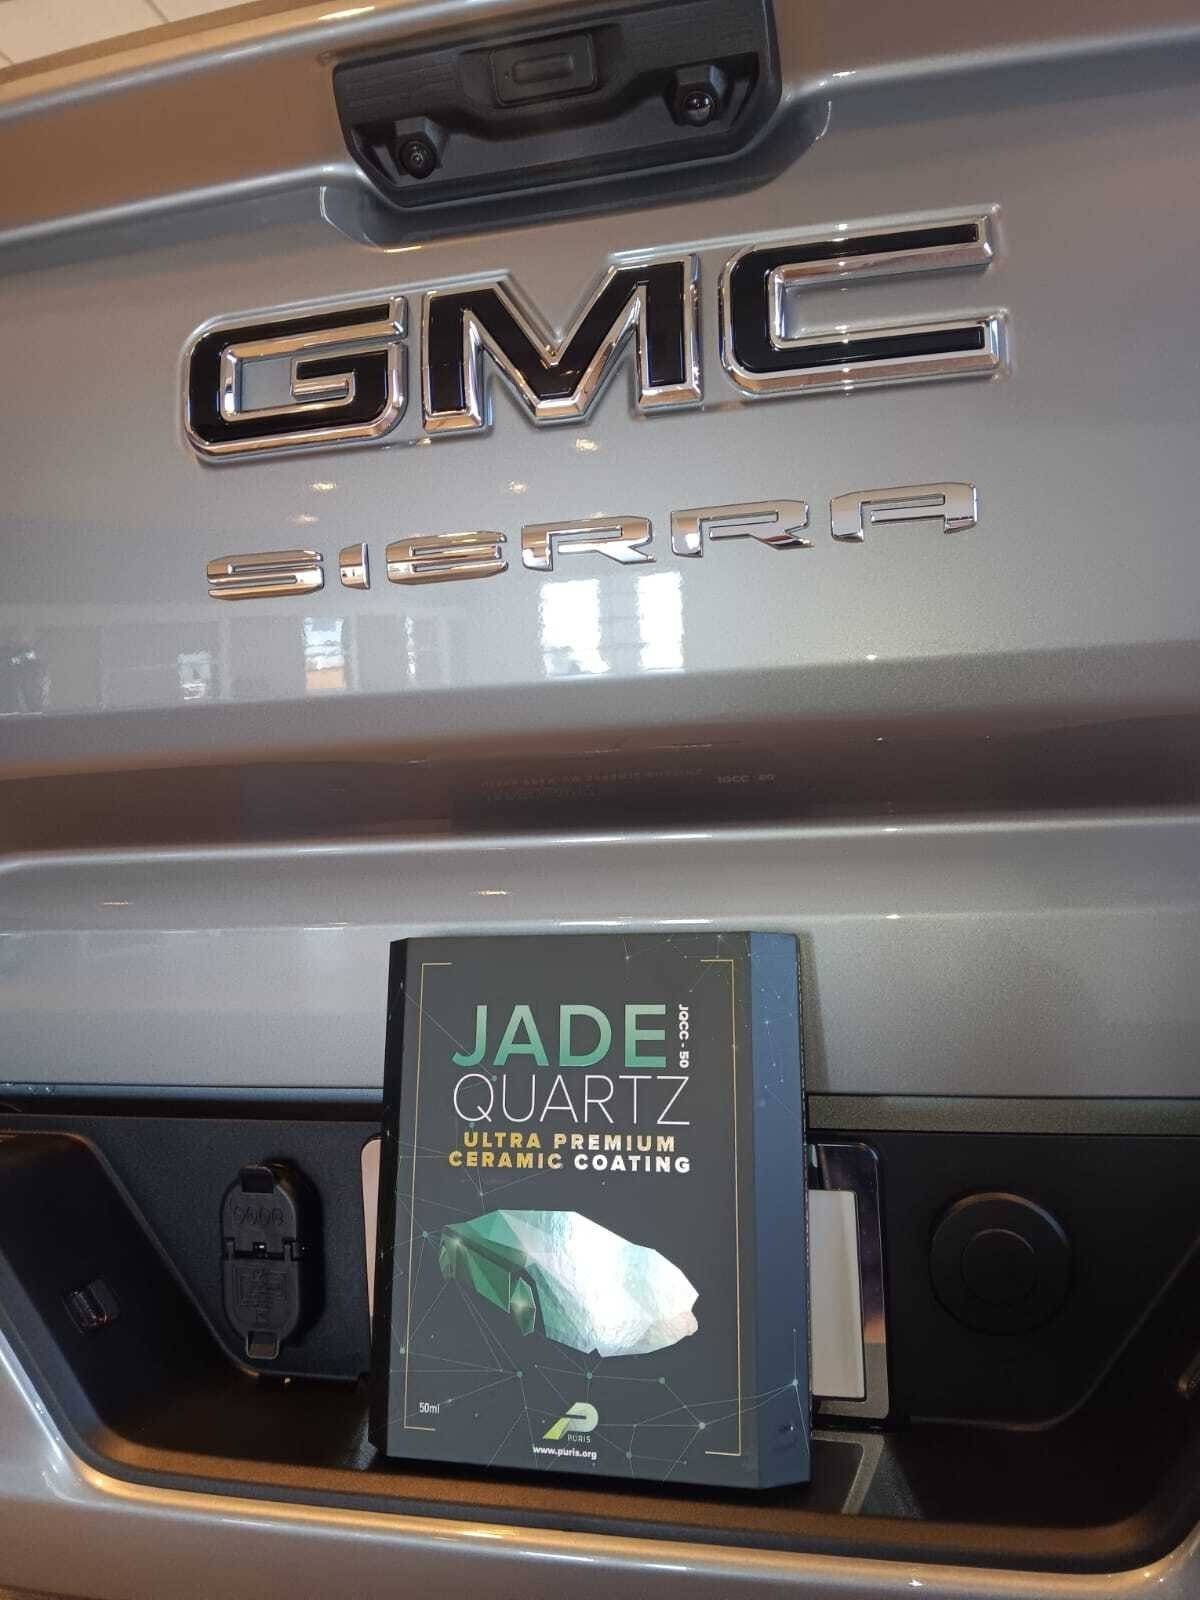 GMC
SIERRA
JADE
JQCC - 50
QUARTZ
ULTRA PREMIUM
CERAMIC COATING
50ml
PURIS
www.puris.org